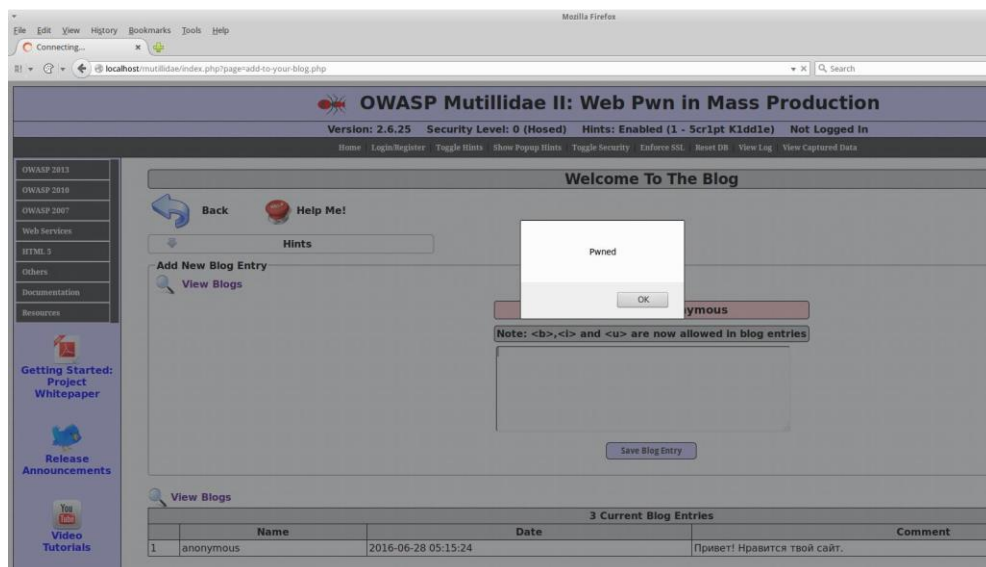 Mozilla Firefox
File Edit View History Bookmarks Tools Help
Connecting...
localhost/mutillidae/index.php?page=add-to-your-blog.php
Search
OWASP Mutillidae II: Web Pwn in Mass Production
Version: 2.6.25 Security Level: 0 (Hosed) Hints: Enabled (1 - 5cr1pt K1dd1e) Not Logged In
Home Login/Register Toggle Hints Show Popup Hints Toggle Security Enforce SSL Reset DB View Log View Captured Data
OWASP 2013
OWASP 2010
OWASP 2007
Web Services
HTML 5
Others
Documentation
Resources
Getting Started:
Project
Whitepaper
Release
Announcements
You
Tube
Video
Tutorials
Welcome To The Blog
Back
Help Me!
Hints
Add New Blog Entry
View Blogs
Pwned
OK
ymous
Note: <b>,<i> and <u> are now allowed in blog entries
Save Blog Entry
View Blogs
3 Current Blog Entries
Name Date Comment
1 anonymous 2016-06-28 05:15:24 Привет! Нравится твой сайт.